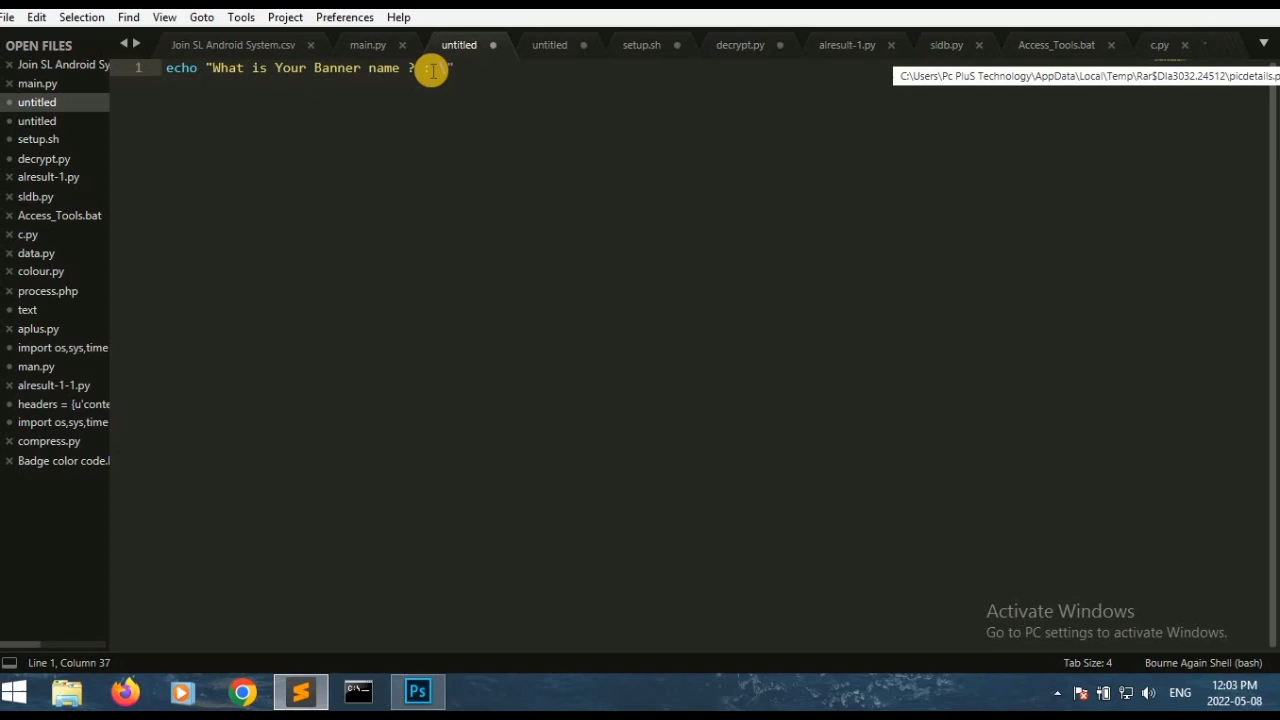 File Edit Selection Find View Goto Tools Project Preferences Help
OPEN FILES
Join SL Android Sy
main.py
untitled
untitled
setup.sh
decrypt.py
alresult-1.py
sldb.py
Access_Tools.bat
c.py
data.py
colour.py
process.php
text
aplus.py
import os,sys,time
man.py
alresult-1-1.py
headers = {u'conte
import os,sys,time
compress.py
Badge color code.l
Join SL Android System.csv main.py untitled untitled setup.sh decrypt.py alresult-1.py sldb.py Access_Tools.bat c.py
1 echo "What is Your Banner name ? : \"
C:\Users\Pc PluS Technology\AppData\Local\Temp\Rar$DIa3032.24512\picdetails.p
Activate Windows
Go to PC settings to activate Windows.
Line 1, Column 37 Tab Size: 4 Bourne Again Shell (bash)
C:\_ Ps ENG 12:03 PM
2022-05-08